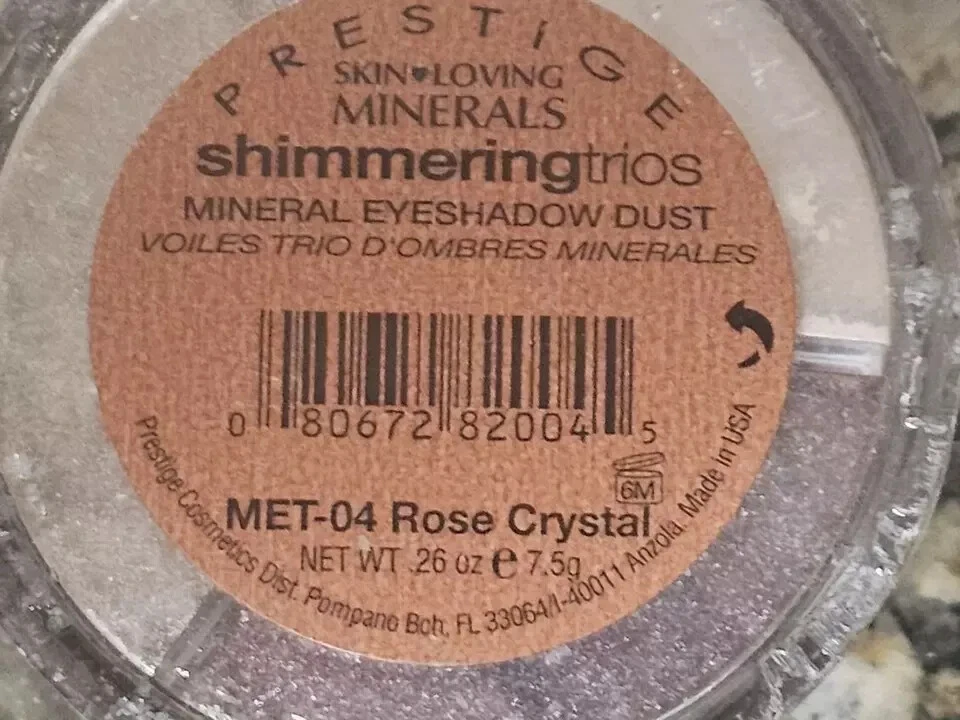 PRESTIGE
SKIN♥LOVING
MINERALS
shimmeringtrios
MINERAL EYESHADOW DUST
VOILES TRIO D'OMBRES MINERALES
0 80672 82004 5
6M
MET-04 Rose Crystal
NET WT .26 oz e 7.5g
Prestige Cosmetics Dist. Pompano Bch, FL 33064/I-40011 Anzola. Made in USA